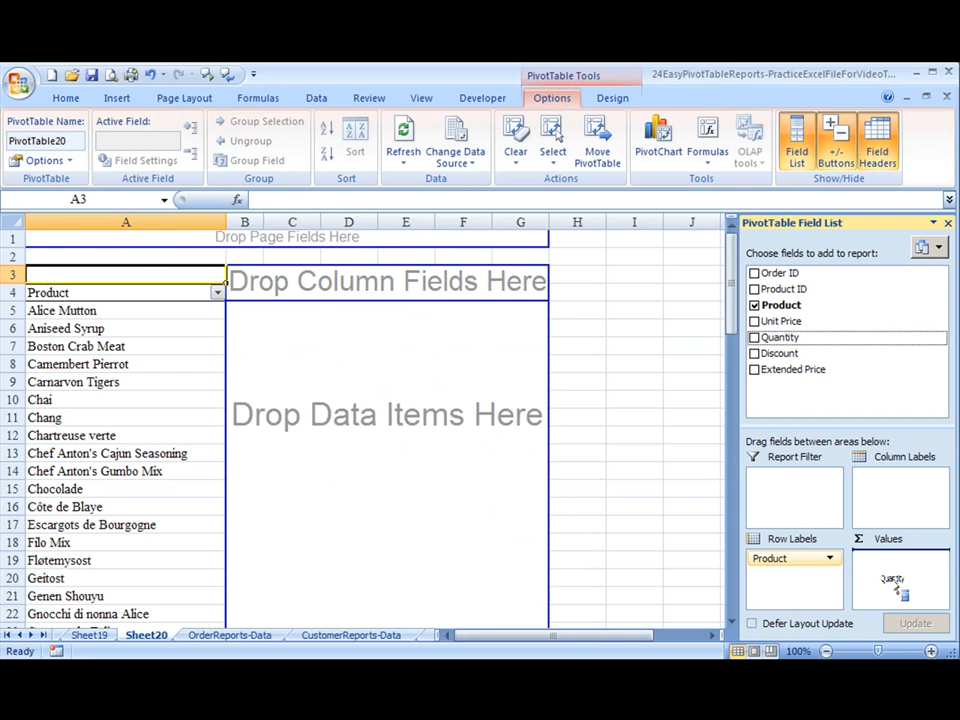 PivotTable Tools
24EasyPivotTableReports-PracticeExcelFileForVideoT...
Home Insert Page Layout Formulas Data Review View Developer Options Design
PivotTable Name:
PivotTable20
Options
PivotTable
Active Field:
Field Settings
Active Field
Group Selection
Ungroup
Group Field
Group
Sort
Sort
Refresh
Change Data
Source
Data
Clear
Select
Move
PivotTable
Actions
PivotChart
Formulas
OLAP
tools
Tools
Field
List
+/-
Buttons
Field
Headers
Show/Hide
A3
fx
A B C D E F G H I J
1 Drop Page Fields Here
2
3 Drop Column Fields Here
4 Product
5 Alice Mutton
6 Aniseed Syrup
7 Boston Crab Meat
8 Camembert Pierrot
9 Carnarvon Tigers
10 Chai
11 Chang
12 Chartreuse verte
13 Chef Anton's Cajun Seasoning
14 Chef Anton's Gumbo Mix
15 Chocolade
16 Côte de Blaye
17 Escargots de Bourgogne
18 Filo Mix
19 Fløtemysost
20 Geitost
21 Genen Shouyu
22 Gnocchi di nonna Alice
Drop Data Items Here
PivotTable Field List
Choose fields to add to report:
Order ID
Product ID
Product
Unit Price
Quantity
Discount
Extended Price
Drag fields between areas below:
Report Filter
Column Labels
Row Labels
Σ Values
Product
Quantity
Defer Layout Update
Update
Sheet19 Sheet20 OrderReports-Data CustomerReports-Data
Ready
100%